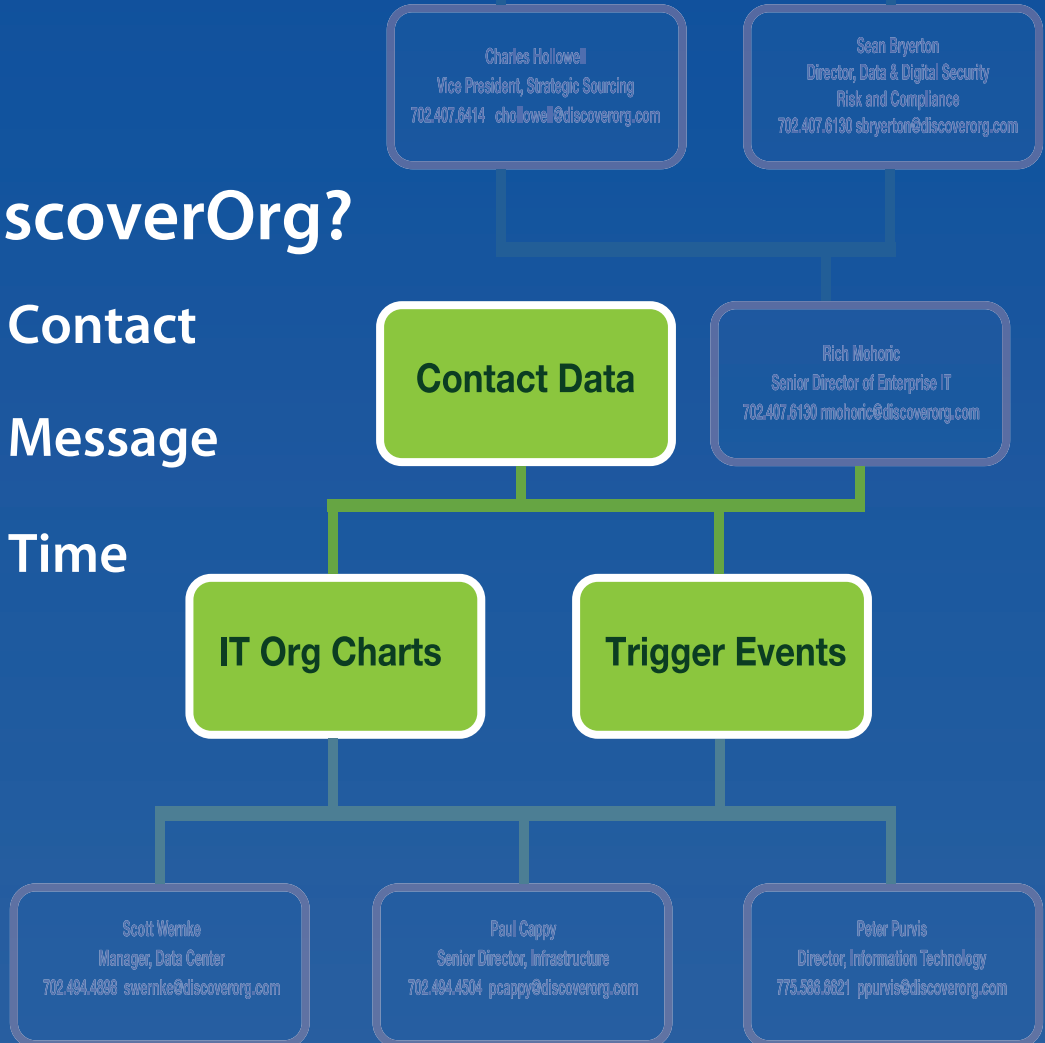 Charles Hollowell
Vice President, Strategic Sourcing
702.407.6414 chollowell@discoverorg.com
Sean Bryerton
Director, Data & Digital Security
Risk and Compliance
702.407.6130 sbryerton@discoverorg.com
scoverOrg?
Contact
Message
Time
Contact Data
Rich Mohoric
Senior Director of Enterprise IT
702.407.6130 rmohoric@discoverorg.com
IT Org Charts
Trigger Events
Scott Wernke
Manager, Data Center
702.494.4898 swernke@discoverorg.com
Paul Cappy
Senior Director, Infrastructure
702.494.4504 pcappy@discoverorg.com
Peter Purvis
Director, Information Technology
775.586.6621 ppurvis@discoverorg.com